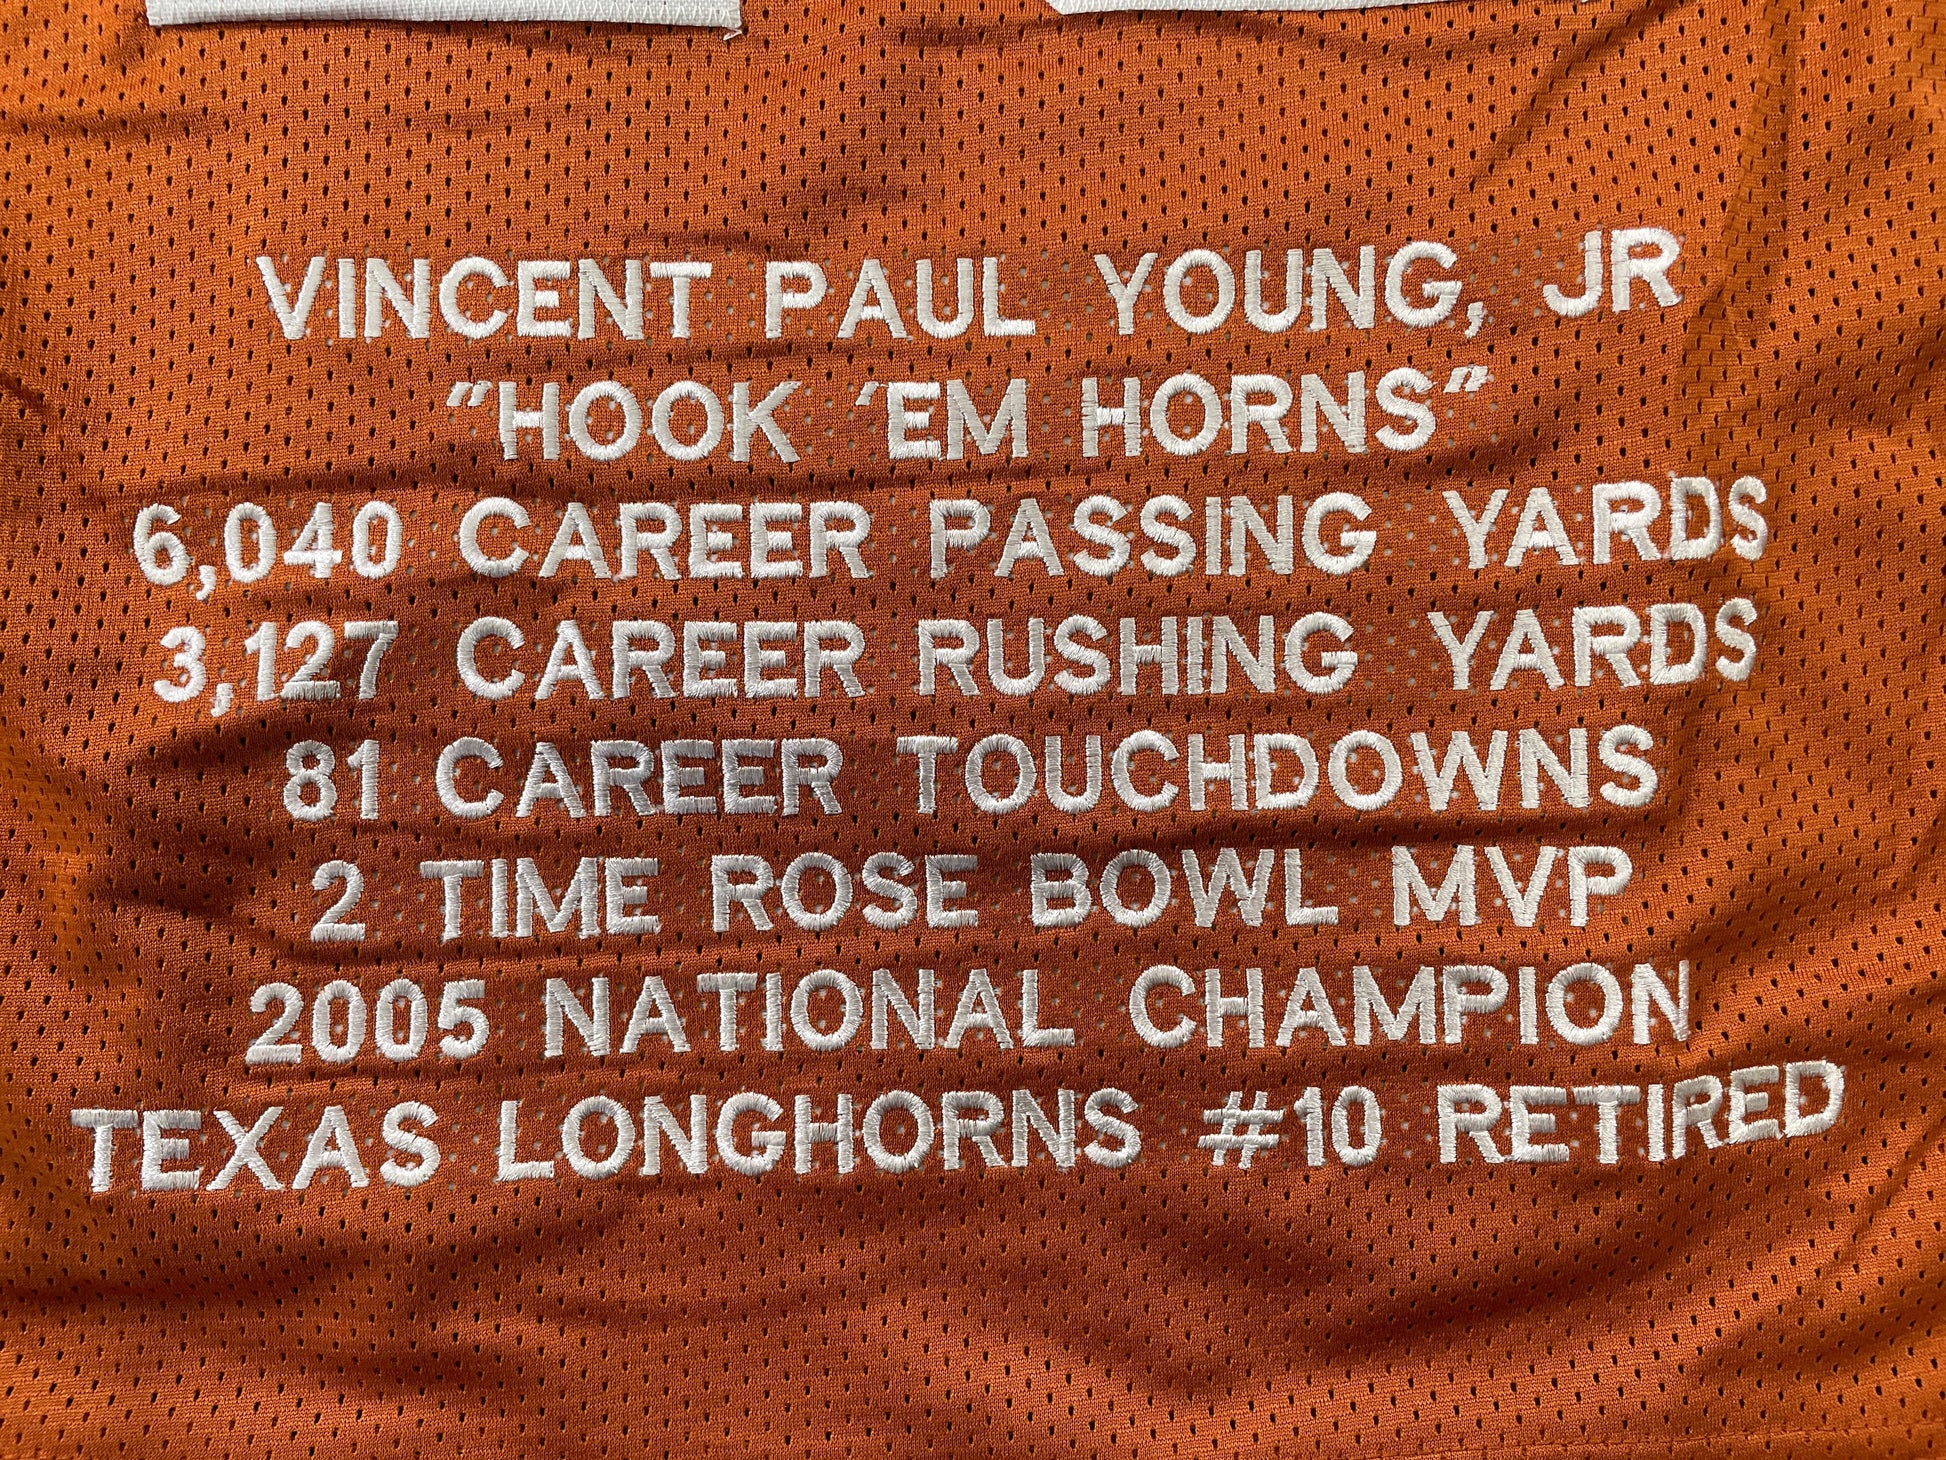 VINCENT PAUL YOUNG, JR
"HOOK 'EM HORNS"
6,040 CAREER PASSING YARDS
3,127 CAREER RUSHING YARDS
81 CAREER TOUCHDOWNS
2 TIME ROSE BOWL MVP
2005 NATIONAL CHAMPION
TEXAS LONGHORNS #10 RETIRED